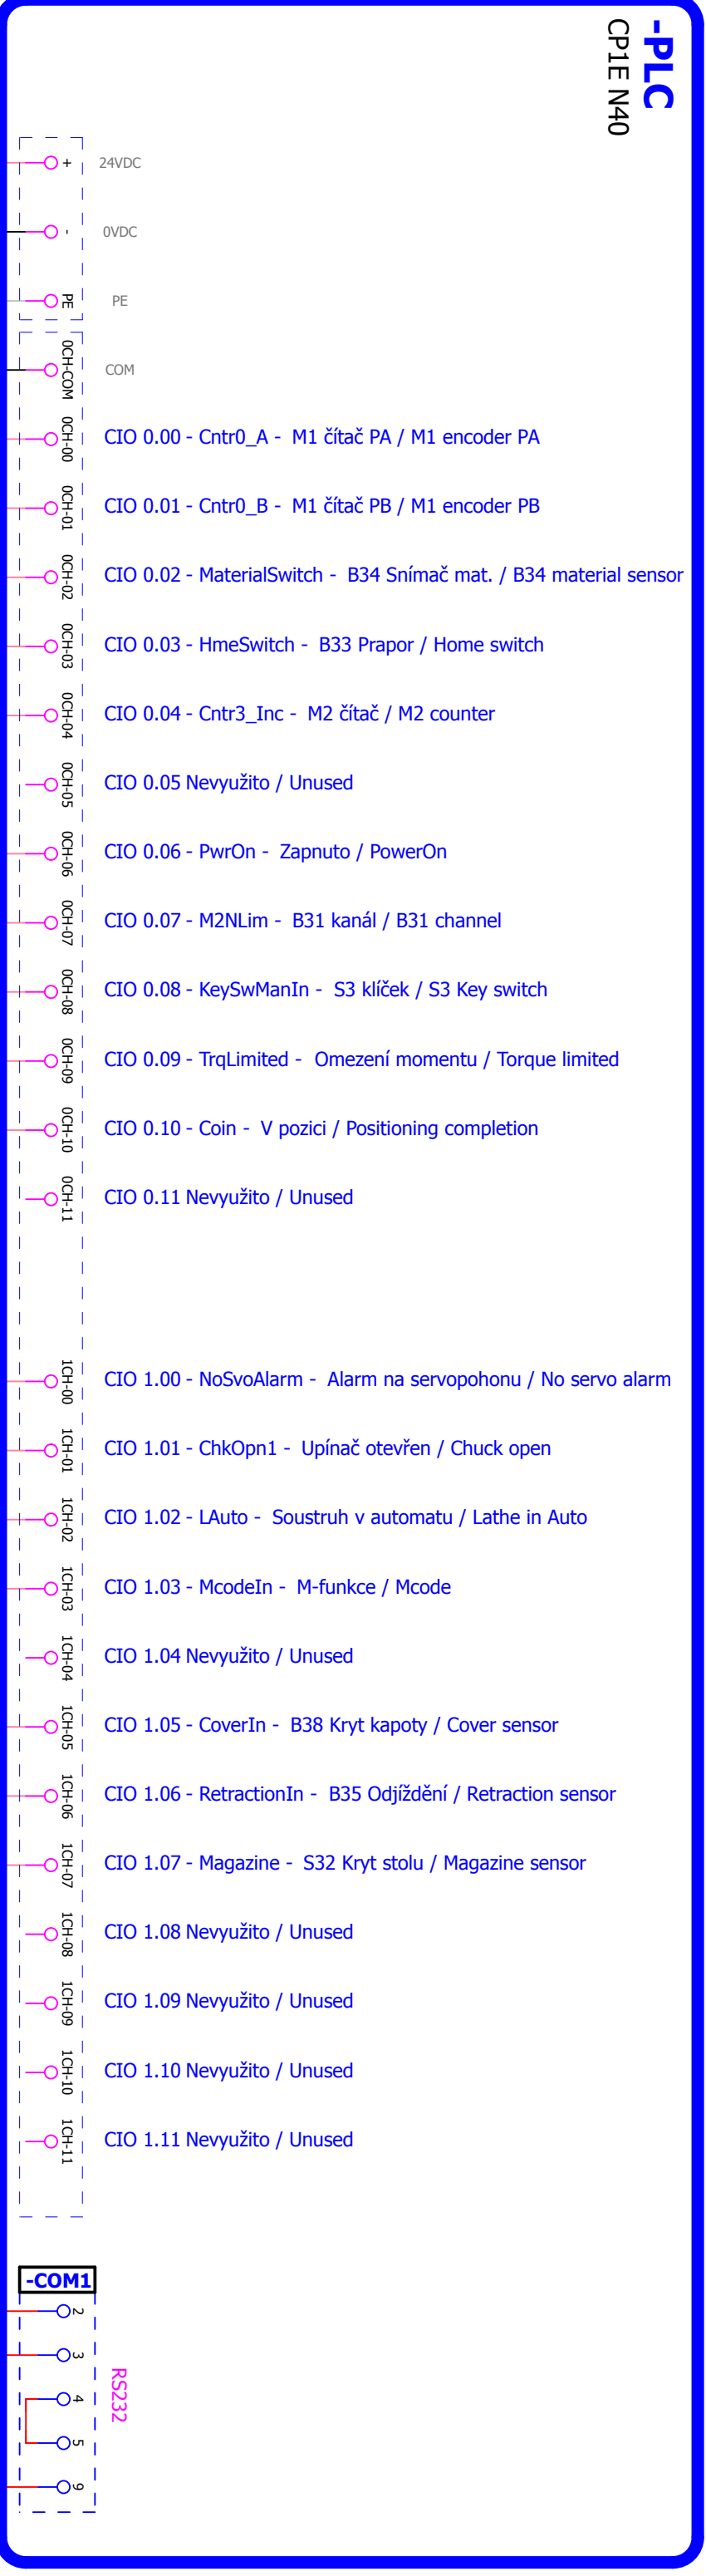 -PLC
CP1E N40
+ 24VDC
- 0VDC
PE PE
0CH-COM COM
0CH-00 CIO 0.00 - Cntr0_A - M1 čítač PA / M1 encoder PA
0CH-01 CIO 0.01 - Cntr0_B - M1 čítač PB / M1 encoder PB
0CH-02 CIO 0.02 - MaterialSwitch - B34 Snímač mat. / B34 material sensor
0CH-03 CIO 0.03 - HmeSwitch - B33 Prapor / Home switch
0CH-04 CIO 0.04 - Cntr3_Inc - M2 čítač / M2 counter
0CH-05 CIO 0.05 Nevyužito / Unused
0CH-06 CIO 0.06 - PwrOn - Zapnuto / PowerOn
0CH-07 CIO 0.07 - M2NLim - B31 kanál / B31 channel
0CH-08 CIO 0.08 - KeySwManIn - S3 klíček / S3 Key switch
0CH-09 CIO 0.09 - TrqLimited - Omezení momentu / Torque limited
0CH-10 CIO 0.10 - Coin - V pozici / Positioning completion
0CH-11 CIO 0.11 Nevyužito / Unused
1CH-00 CIO 1.00 - NoSvoAlarm - Alarm na servopohonu / No servo alarm
1CH-01 CIO 1.01 - ChkOpn1 - Upínač otevřen / Chuck open
1CH-02 CIO 1.02 - LAuto - Soustruh v automatu / Lathe in Auto
1CH-03 CIO 1.03 - McodeIn - M-funkce / Mcode
1CH-04 CIO 1.04 Nevyužito / Unused
1CH-05 CIO 1.05 - CoverIn - B38 Kryt kapoty / Cover sensor
1CH-06 CIO 1.06 - RetractionIn - B35 Odjíždění / Retraction sensor
1CH-07 CIO 1.07 - Magazine - S32 Kryt stolu / Magazine sensor
1CH-08 CIO 1.08 Nevyužito / Unused
1CH-09 CIO 1.09 Nevyužito / Unused
1CH-10 CIO 1.10 Nevyužito / Unused
1CH-11 CIO 1.11 Nevyužito / Unused
-COM1
2
3
4
5
9
RS232